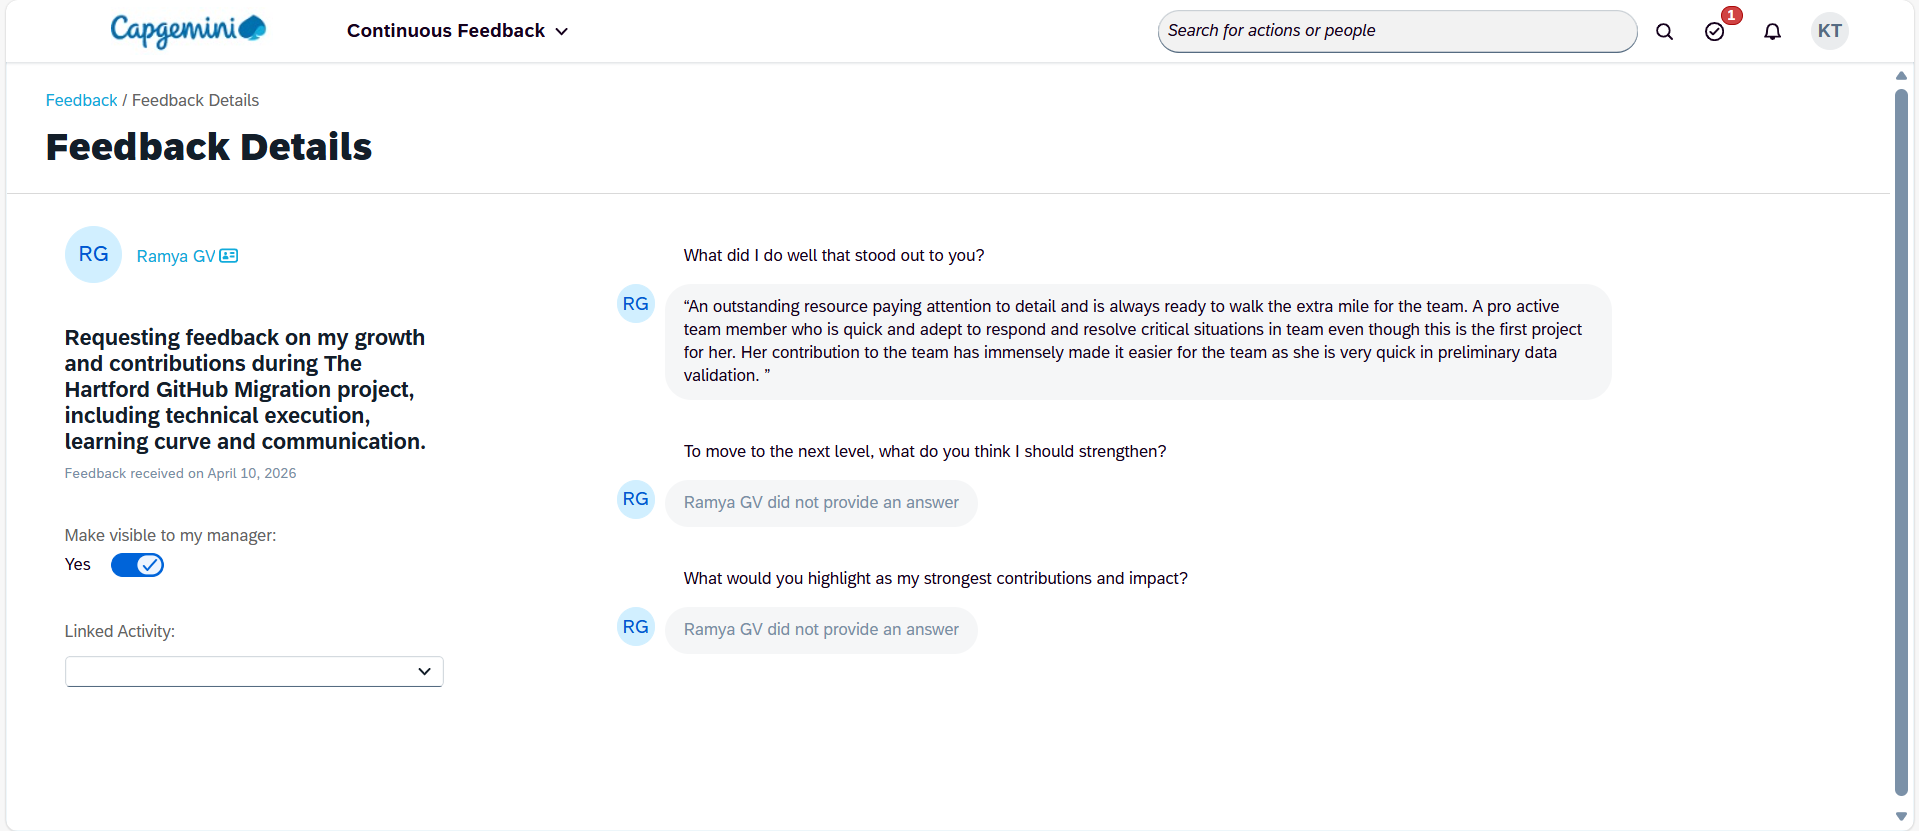 Capgemini
Continuous Feedback
Search for actions or people
1
KT
Feedback / Feedback Details
Feedback Details
RG
Ramya GV
Requesting feedback on my growth
and contributions during The
Hartford GitHub Migration project,
including technical execution,
learning curve and communication.
Feedback received on April 10, 2026
Make visible to my manager:
Yes
Linked Activity:
What did I do well that stood out to you?
RG
“An outstanding resource paying attention to detail and is always ready to walk the extra mile for the team. A pro active
team member who is quick and adept to respond and resolve critical situations in team even though this is the first project
for her. Her contribution to the team has immensely made it easier for the team as she is very quick in preliminary data
validation. ”
To move to the next level, what do you think I should strengthen?
RG
Ramya GV did not provide an answer
What would you highlight as my strongest contributions and impact?
RG
Ramya GV did not provide an answer